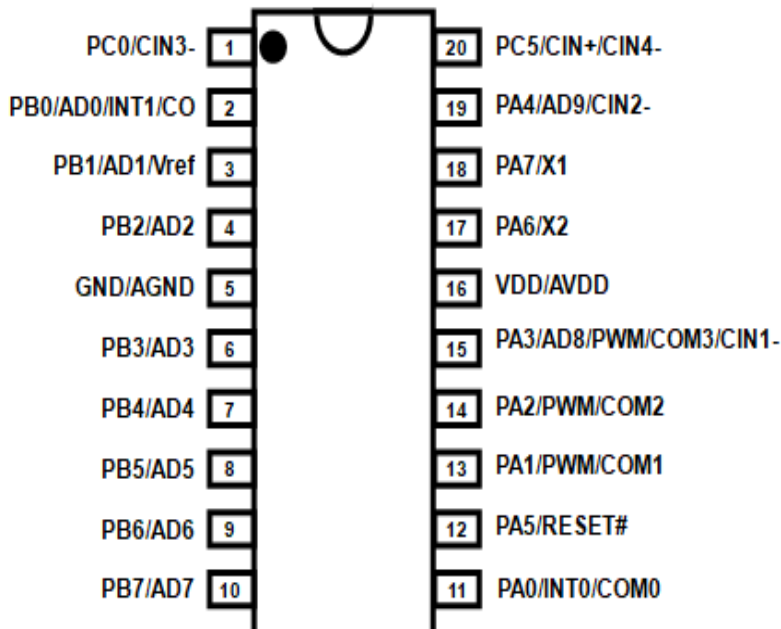 PC0/CIN3- 1 20 PC5/CIN+/CIN4-
PB0/AD0/INT1/CO 2 19 PA4/AD9/CIN2-
PB1/AD1/Vref 3 18 PA7/X1
PB2/AD2 4 17 PA6/X2
GND/AGND 5 16 VDD/AVDD
PB3/AD3 6 15 PA3/AD8/PWM/COM3/CIN1-
PB4/AD4 7 14 PA2/PWM/COM2
PB5/AD5 8 13 PA1/PWM/COM1
PB6/AD6 9 12 PA5/RESET#
PB7/AD7 10 11 PA0/INT0/COM0